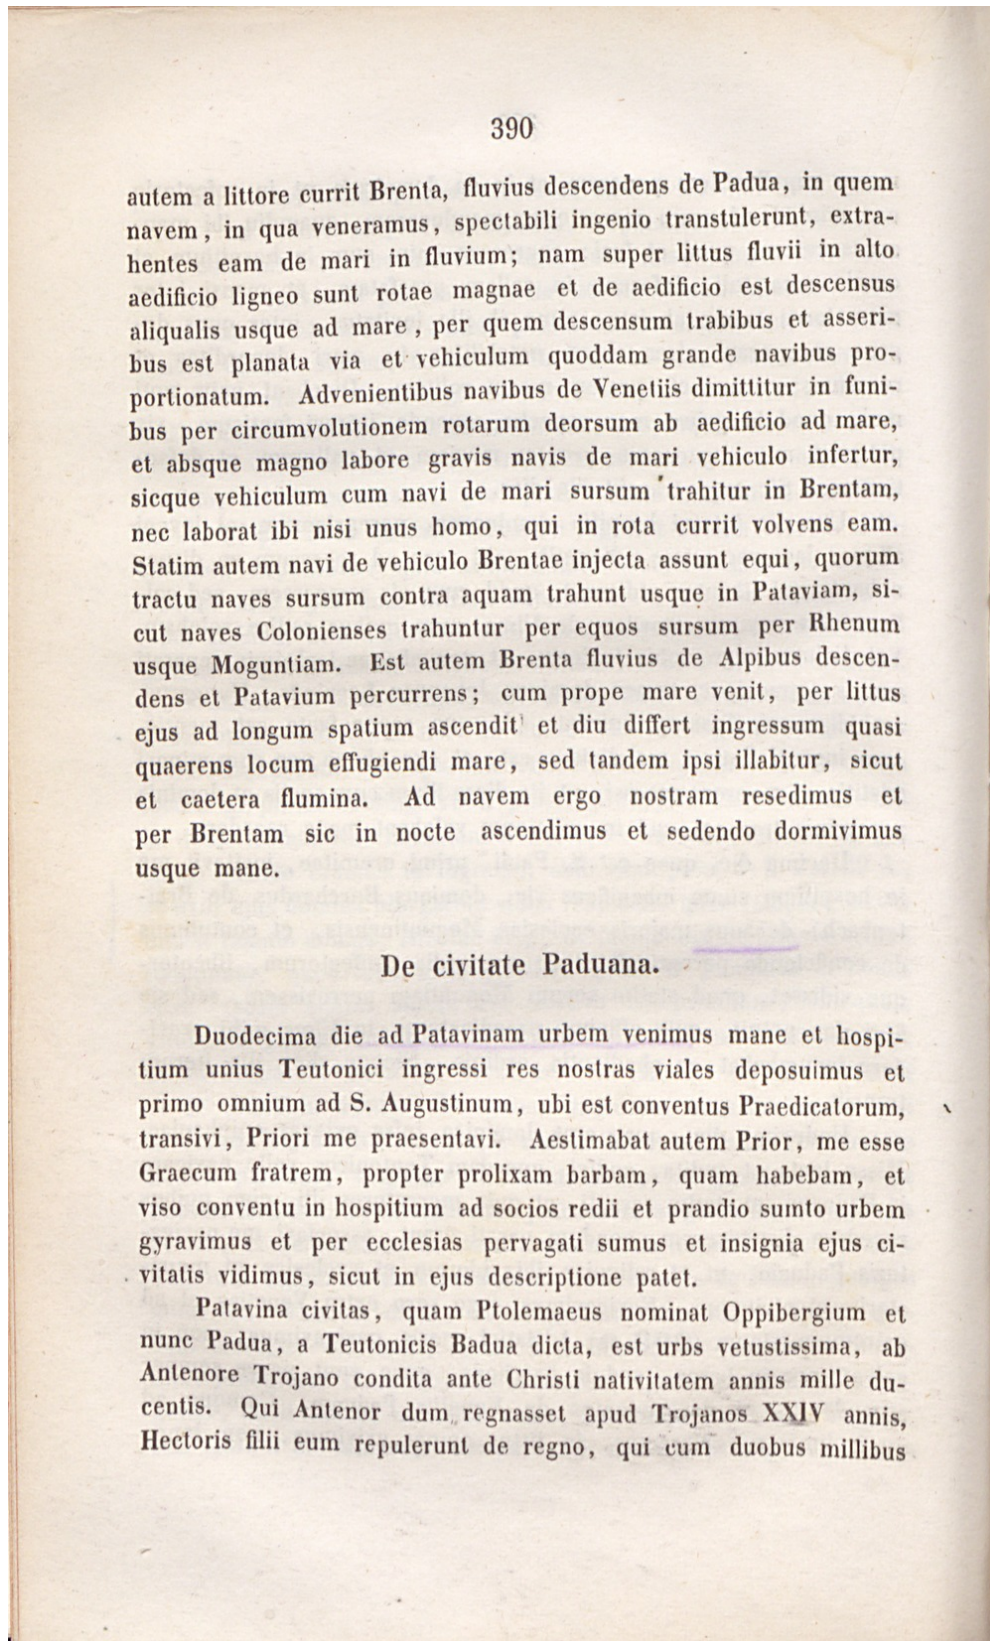 390
autem a littore currit Brenta, fluvius descendens de Padua, in quem
navem, in qua veneramus, spectabili ingenio transtulerunt, extra-
hentes eam de mari in fluvium; nam super littus fluvii in alto
aedificio ligneo sunt rotae magnae et de aedificio est descensus
aliqualis usque ad mare, per quem descensum trabibus et asseri-
bus est planata via et vehiculum quoddam grande navibus pro-
portionatum. Advenientibus navibus de Venetiis dimittitur in funi-
bus per circumvolutionem rotarum deorsum ab aedificio ad mare,
et absque magno labore gravis navis de mari vehiculo infertur,
sicque vehiculum cum navi de mari sursum trahitur in Brentam,
nec laborat ibi nisi unus homo, qui in rota currit volvens eam.
Statim autem navi de vehiculo Brentae injecta assunt equi, quorum
tractu naves sursum contra aquam trahunt usque in Pataviam, si-
cut naves Colonienses trahuntur per equos sursum per Rhenum
usque Moguntiam. Est autem Brenta fluvius de Alpibus descen-
dens et Patavium percurrens; cum prope mare venit, per littus
ejus ad longum spatium ascendit et diu differt ingressum quasi
quaerens locum effugiendi mare, sed tandem ipsi illabitur, sicut
et caetera flumina. Ad navem ergo nostram resedimus et
per Brentam sic in nocte ascendimus et sedendo dormivimus
usque mane.
De civitate Paduana.
Duodecima die ad Patavinam urbem venimus mane et hospi-
tium unius Teutonici ingressi res nostras viales deposuimus et
primo omnium ad S. Augustinum, ubi est conventus Praedicatorum,
transivi, Priori me praesentavi. Aestimabat autem Prior, me esse
Graecum fratrem, propter prolixam barbam, quam habebam, et
viso conventu in hospitium ad socios redii et prandio sumto urbem
gyravimus et per ecclesias pervagati sumus et insignia ejus ci-
vitatis vidimus, sicut in ejus descriptione patet.
Patavina civitas, quam Ptolemaeus nominat Oppibergium et
nunc Padua, a Teutonicis Badua dicta, est urbs vetustissima, ab
Antenore Trojano condita ante Christi nativitatem annis mille du-
centis. Qui Antenor dum regnasset apud Trojanos XXIV annis,
Hectoris filii eum repulerunt de regno, qui cum duobus millibus